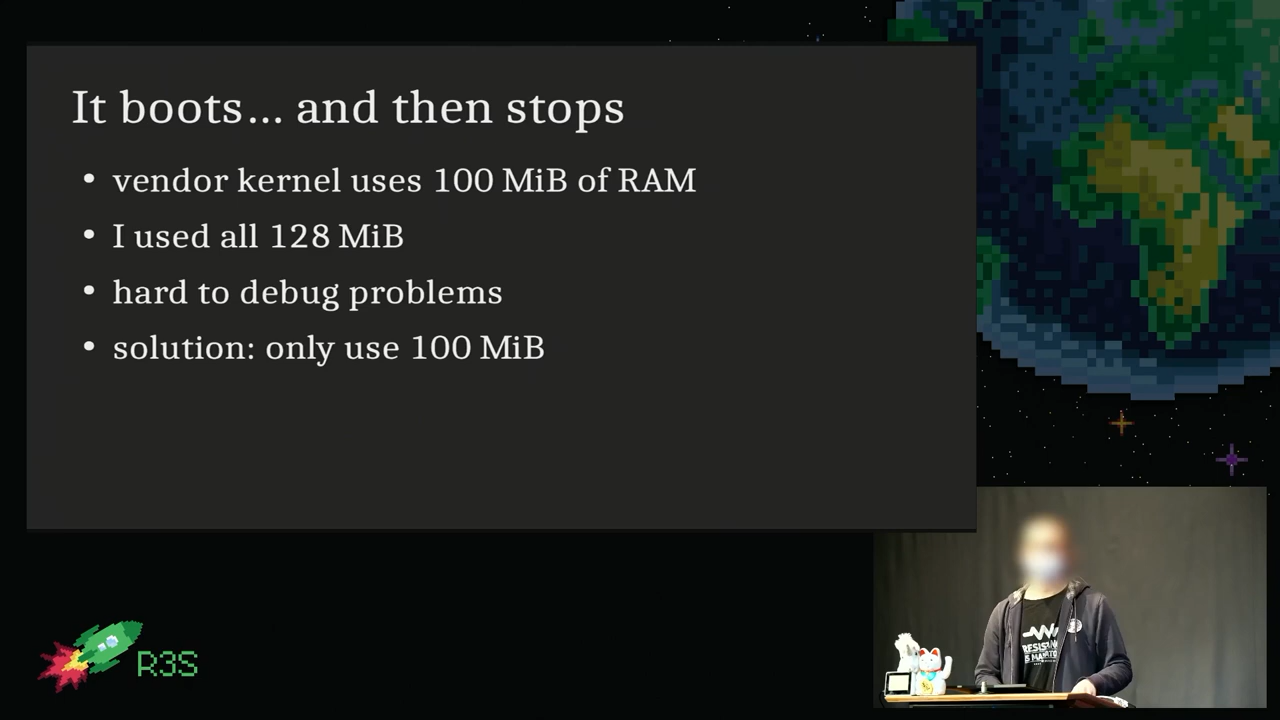 It boots… and then stops
• vendor kernel uses 100 MiB of RAM
• I used all 128 MiB
• hard to debug problems
• solution: only use 100 MiB
R3S